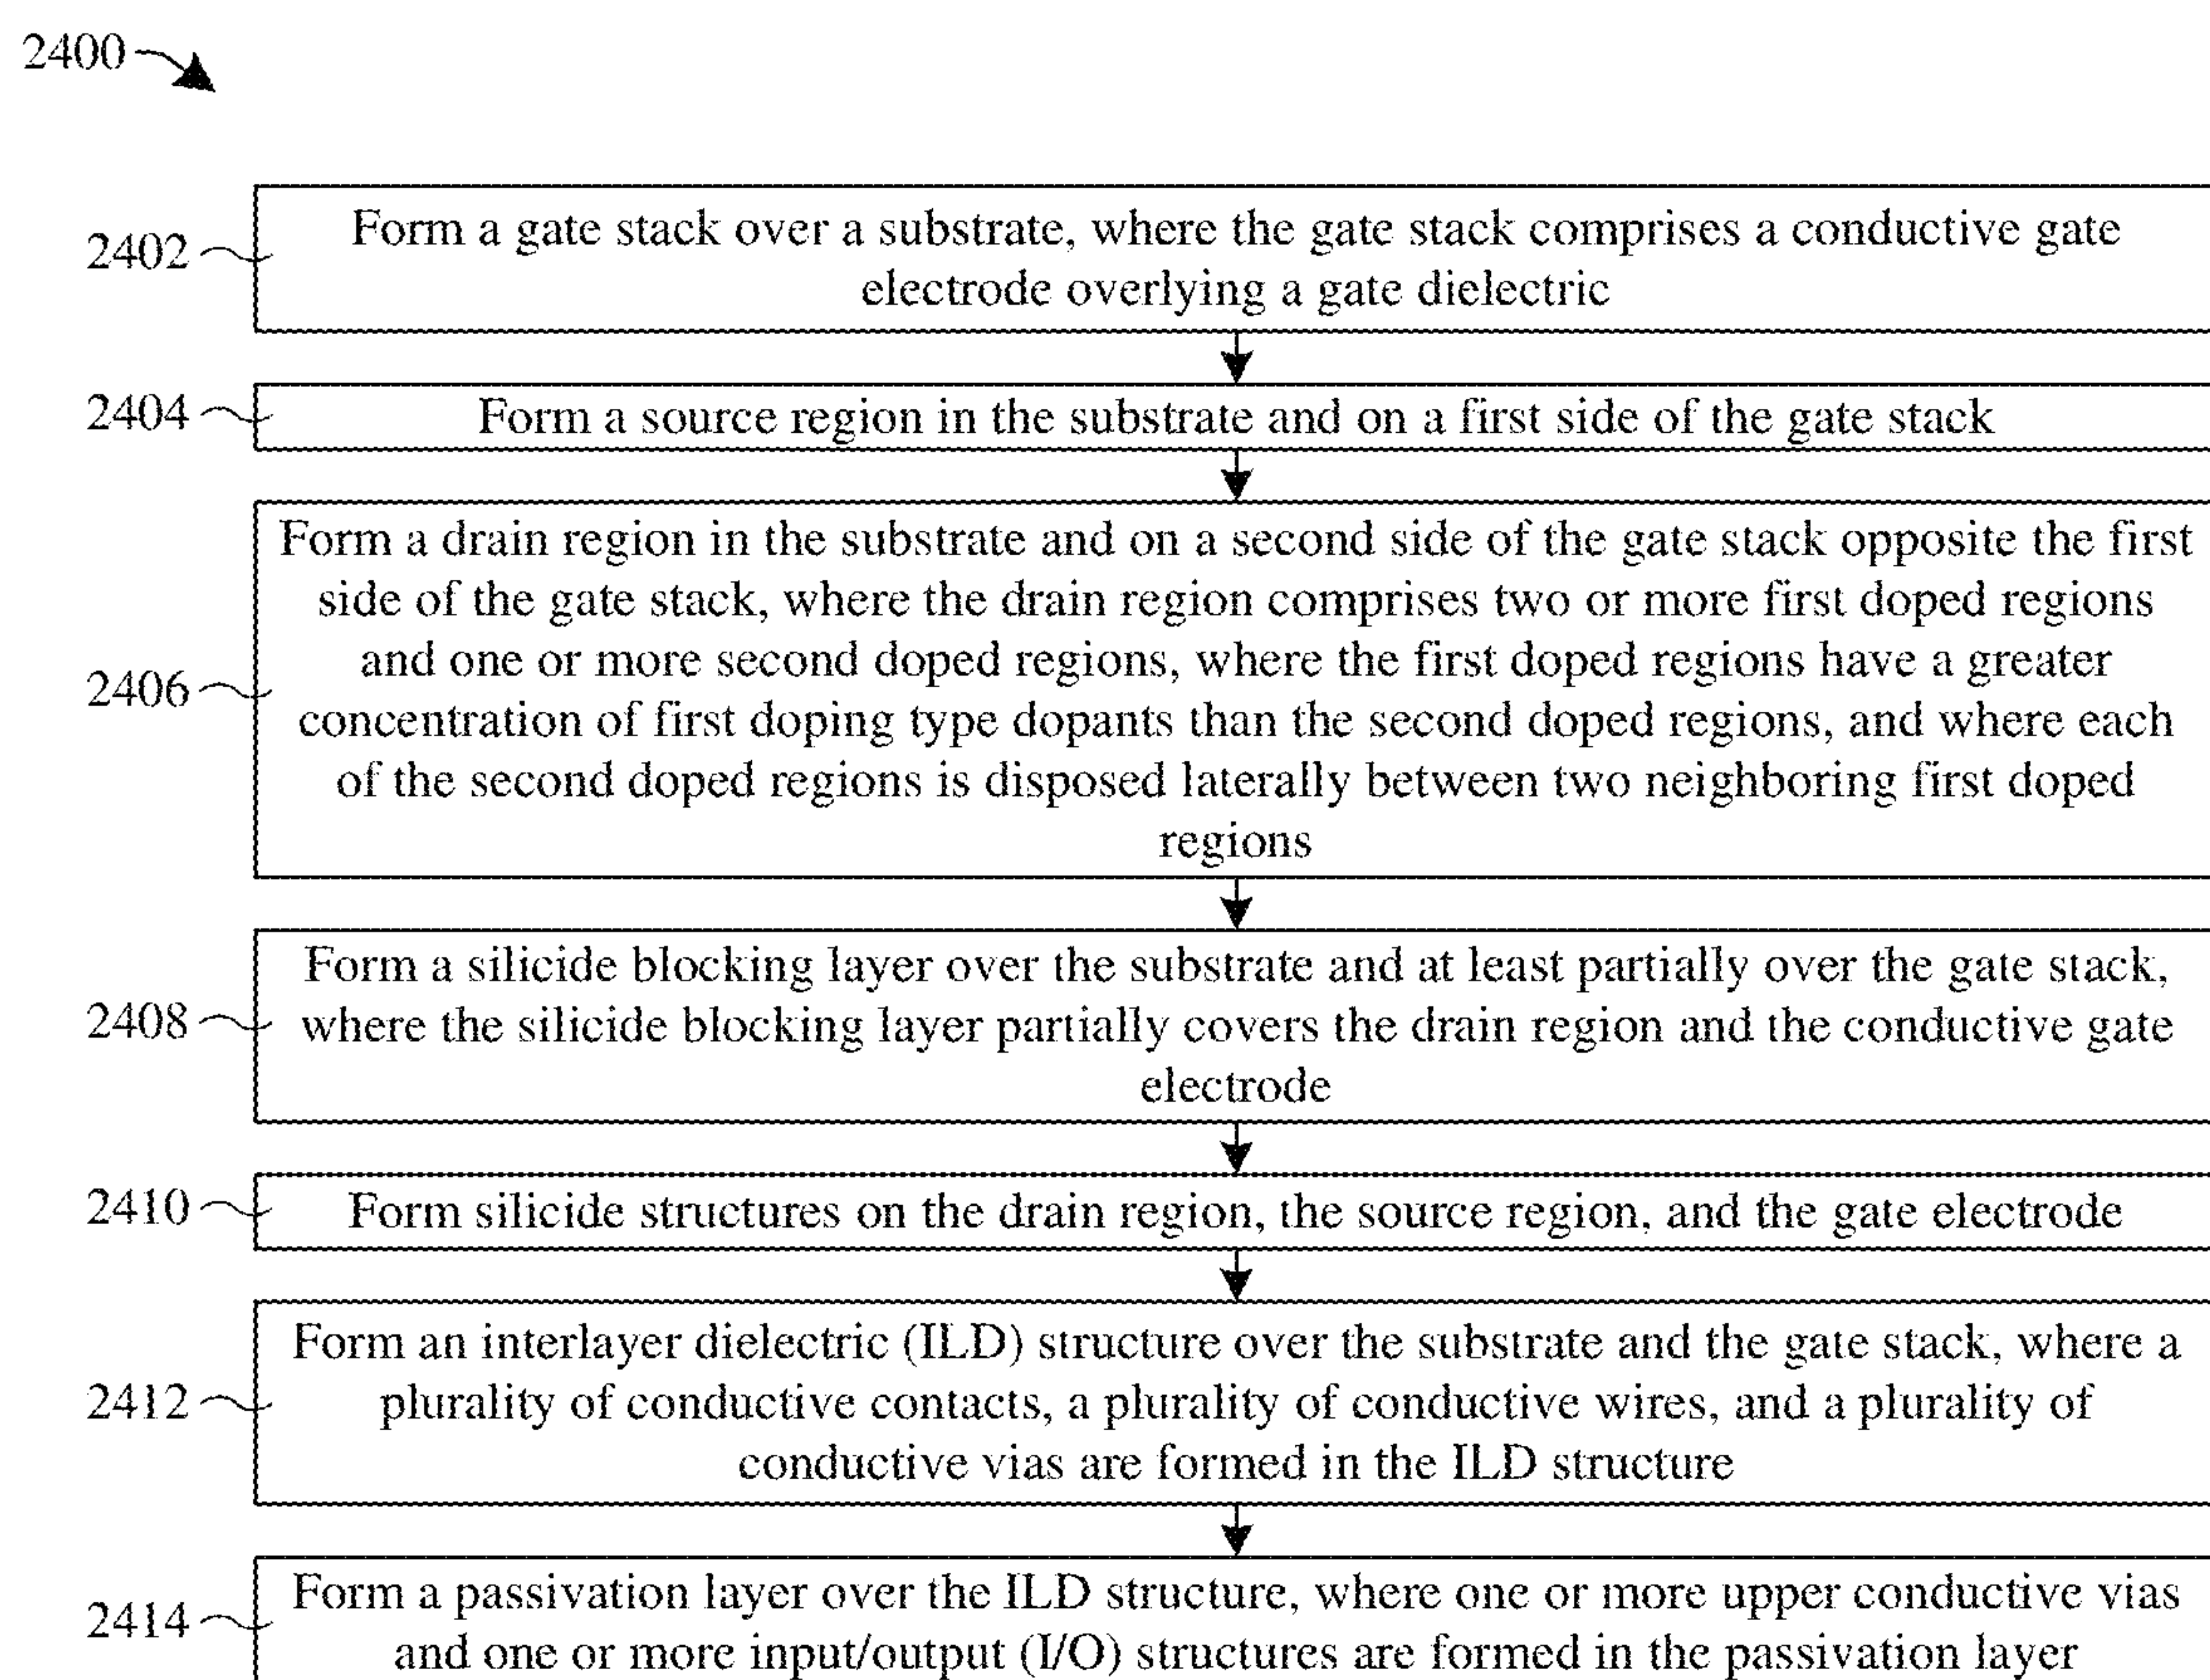 2400
2402
Form a gate stack over a substrate, where the gate stack comprises a conductive gate
electrode overlying a gate dielectric
2404
Form a source region in the substrate and on a first side of the gate stack
2406
Form a drain region in the substrate and on a second side of the gate stack opposite the first
side of the gate stack, where the drain region comprises two or more first doped regions
and one or more second doped regions, where the first doped regions have a greater
concentration of first doping type dopants than the second doped regions, and where each
of the second doped regions is disposed laterally between two neighboring first doped
regions
2408
Form a silicide blocking layer over the substrate and at least partially over the gate stack,
where the silicide blocking layer partially covers the drain region and the conductive gate
electrode
2410
Form silicide structures on the drain region, the source region, and the gate electrode
2412
Form an interlayer dielectric (ILD) structure over the substrate and the gate stack, where a
plurality of conductive contacts, a plurality of conductive wires, and a plurality of
conductive vias are formed in the ILD structure
2414
Form a passivation layer over the ILD structure, where one or more upper conductive vias
and one or more input/output (I/O) structures are formed in the passivation layer